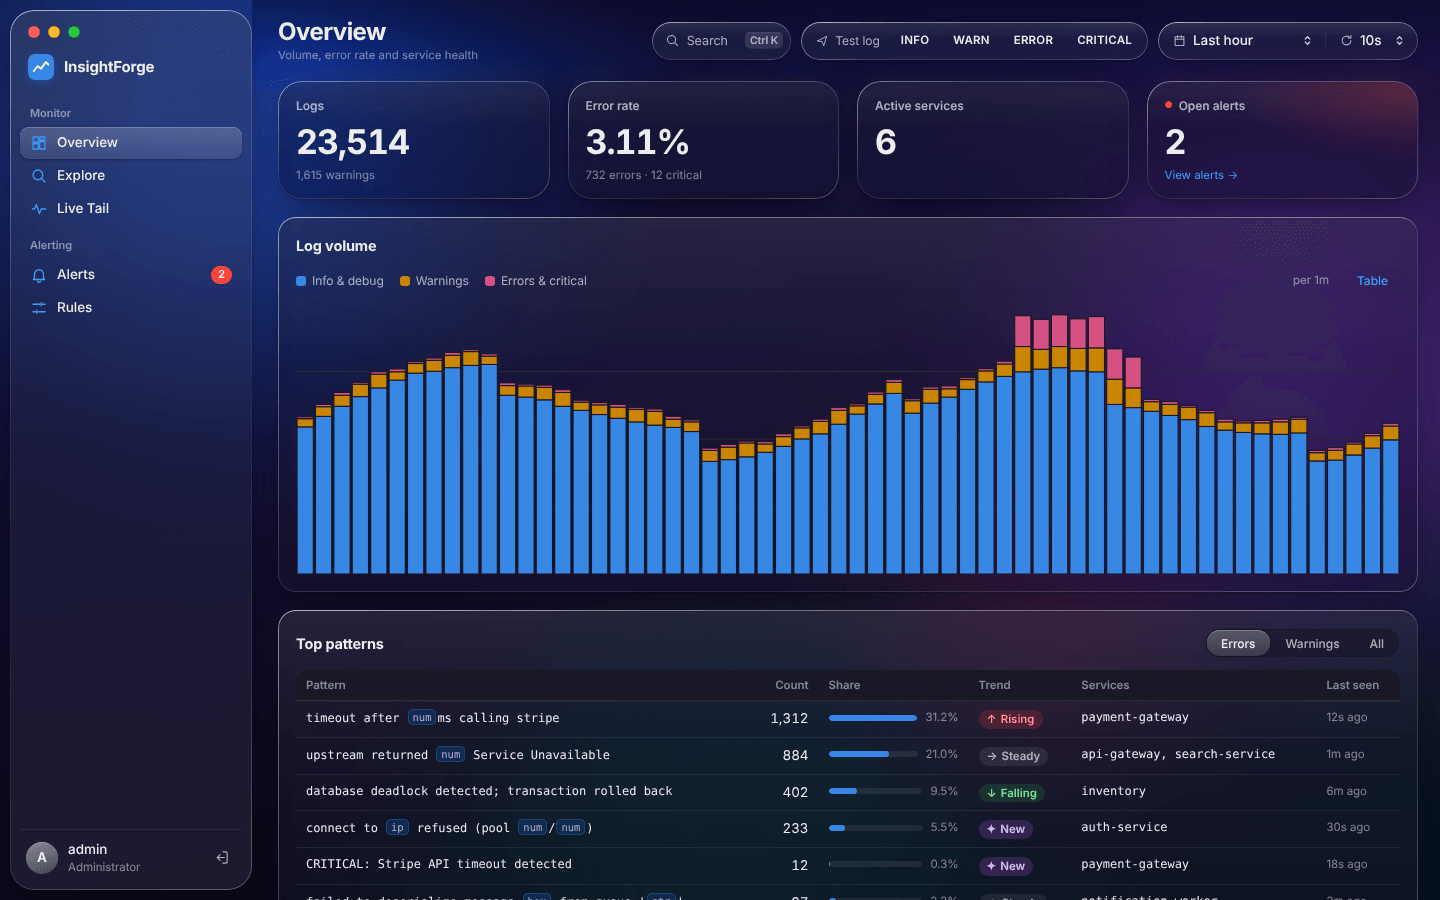 InsightForge
Monitor
Overview
Explore
Live Tail
Alerting
Alerts 2
Rules
A admin
Administrator
Overview
Volume, error rate and service health
Search Ctrl K
Test log INFO WARN ERROR CRITICAL
Last hour 10s
Logs
23,514
1,615 warnings
Error rate
3.11%
732 errors · 12 critical
Active services
6
Open alerts
2
View alerts →
Log volume
Info & debug Warnings Errors & critical per 1m Table
Top patterns Errors Warnings All
Pattern Count Share Trend Services Last seen
timeout after num ms calling stripe 1,312 31.2% ↑ Rising payment-gateway 12s ago
upstream returned num Service Unavailable 884 21.0% → Steady api-gateway, search-service 1m ago
database deadlock detected; transaction rolled back 402 9.5% ↓ Falling inventory 6m ago
connect to ip refused (pool num/num) 233 5.5% ✦ New auth-service 30s ago
CRITICAL: Stripe API timeout detected 12 0.3% ✦ New payment-gateway 18s ago